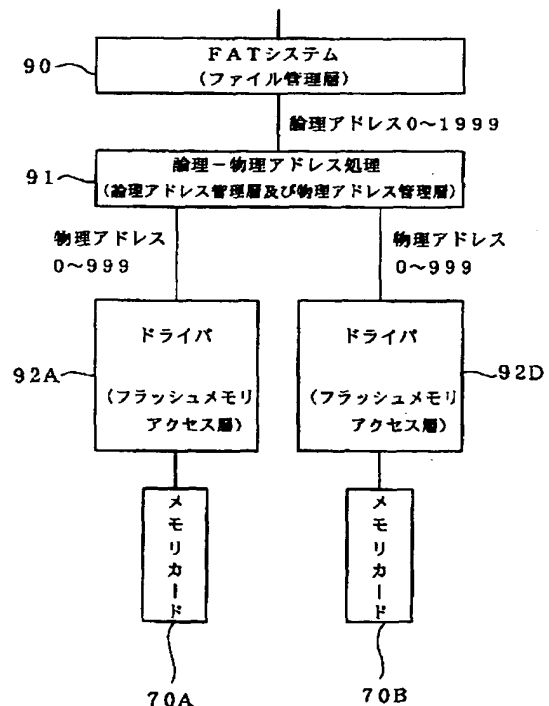 90
FATシステム
(ファイル管理層)
論理アドレス0〜1999
91
論理−物理アドレス処理
(論理アドレス管理層及び物理アドレス管理層)
物理アドレス
0〜999
物理アドレス
0〜999
92A
ドライバ
(フラッシュメモリ
アクセス層)
ドライバ
(フラッシュメモリ
アクセス層)
92D
メモリカード
メモリカード
70A
70B